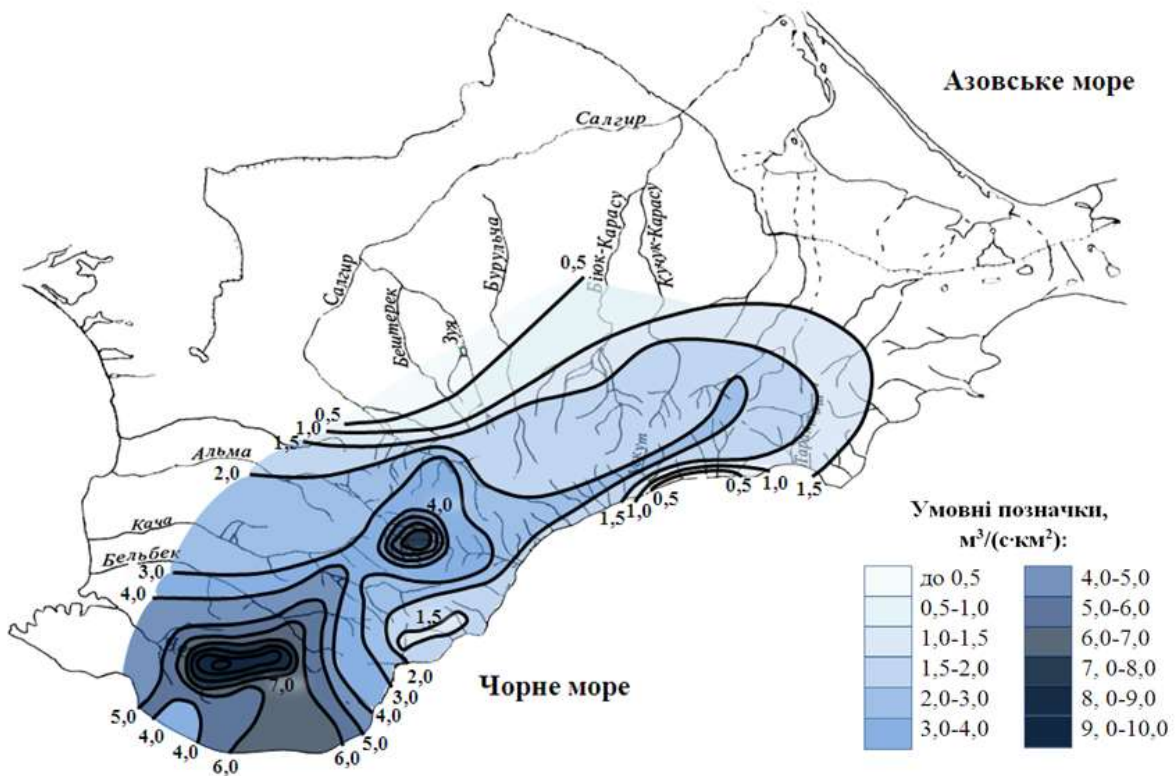 Азовське море
Салгир
Салгир
Бештерек
Зуя
Бурульча
Біюк-Карасу
Кучук-Карасу
0,5
0,5
1,0
1,5
Альма
2,0
Кача
Бельбек
3,0
4,0
4,0
1,5
7,0
5,0
4,0
4,0
6,0
6,0
5,0
4,0
3,0
2,0
1,5
1,0
0,5
0,5
1,0
1,5
Чорне море
Умовні позначки,
м³/(с·км²):
до 0,5
0,5-1,0
1,0-1,5
1,5-2,0
2,0-3,0
3,0-4,0
4,0-5,0
5,0-6,0
6,0-7,0
7, 0-8,0
8, 0-9,0
9, 0-10,0